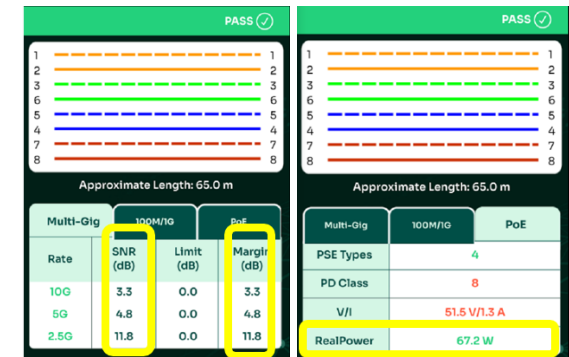 PASS
1 1
2 2
3 3
6 6
5 5
4 4
7 7
8 8
Approximate Length: 65.0 m
Multi-Gig 100M/1G PoE
Rate SNR (dB) Limit (dB) Margin (dB)
10G 3.3 0.0 3.3
5G 4.8 0.0 4.8
2.5G 11.8 0.0 11.8
PASS
1 1
2 2
3 3
6 6
5 5
4 4
7 7
8 8
Approximate Length: 65.0 m
Multi-Gig 100M/1G PoE
PSE Types 4
PD Class 8
V/I 51.5 V/1.3 A
RealPower 67.2 W